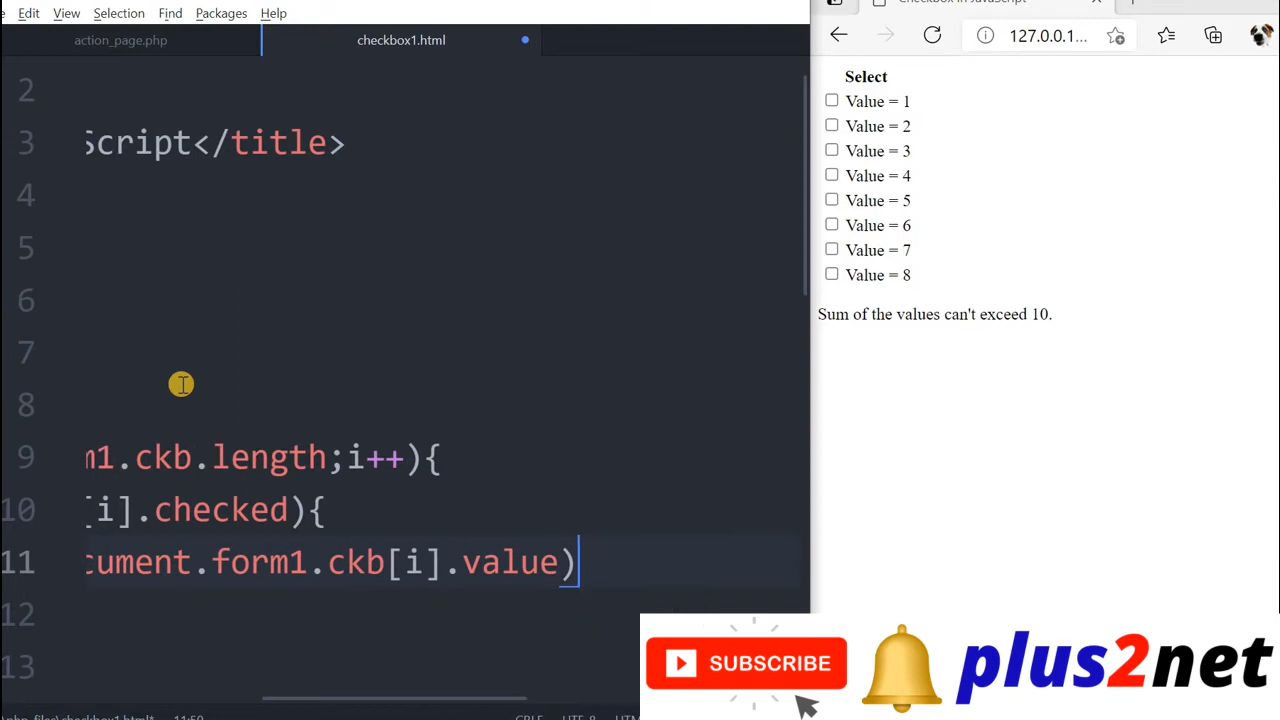 Edit View Selection Find Packages Help
action_page.php
checkbox1.html
2
3 Script</title>
4
5
6
7
8
9 m1.ckb.length;i++){
10 [i].checked){
11 cument.form1.ckb[i].value)
12
13
127.0.0.1...
Select
Value = 1
Value = 2
Value = 3
Value = 4
Value = 5
Value = 6
Value = 7
Value = 8
Sum of the values can't exceed 10.
SUBSCRIBE
plus2net